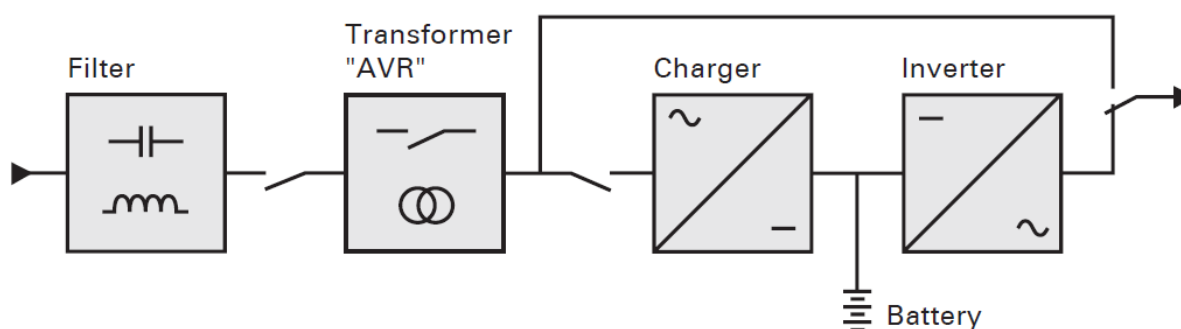 Filter
Transformer
"AVR"
Charger
Inverter
Battery